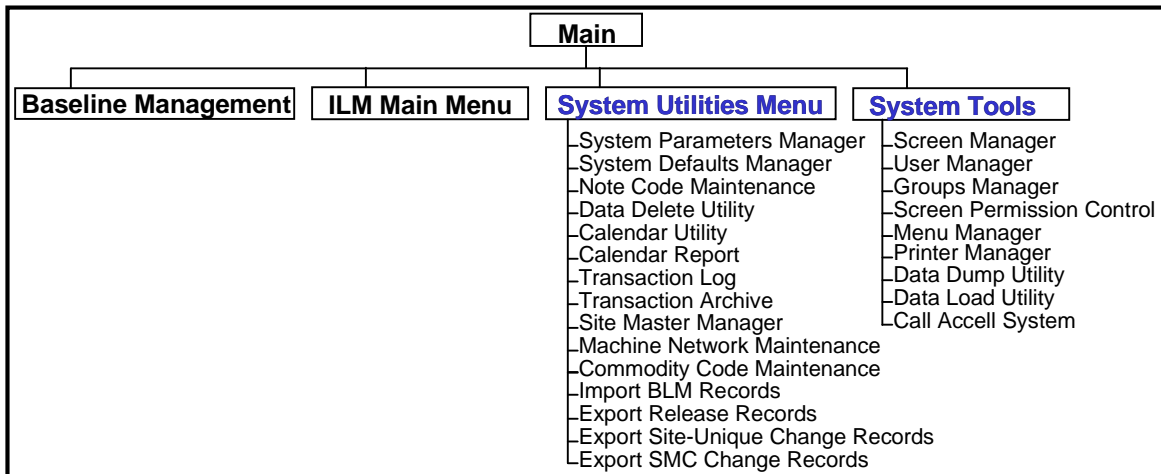 Main
Baseline Management
ILM Main Menu
System Utilities Menu
System Parameters Manager
System Defaults Manager
Note Code Maintenance
Data Delete Utility
Calendar Utility
Calendar Report
Transaction Log
Transaction Archive
Site Master Manager
Machine Network Maintenance
Commodity Code Maintenance
Import BLM Records
Export Release Records
Export Site-Unique Change Records
Export SMC Change Records
System Tools
Screen Manager
User Manager
Groups Manager
Screen Permission Control
Menu Manager
Printer Manager
Data Dump Utility
Data Load Utility
Call Accell System